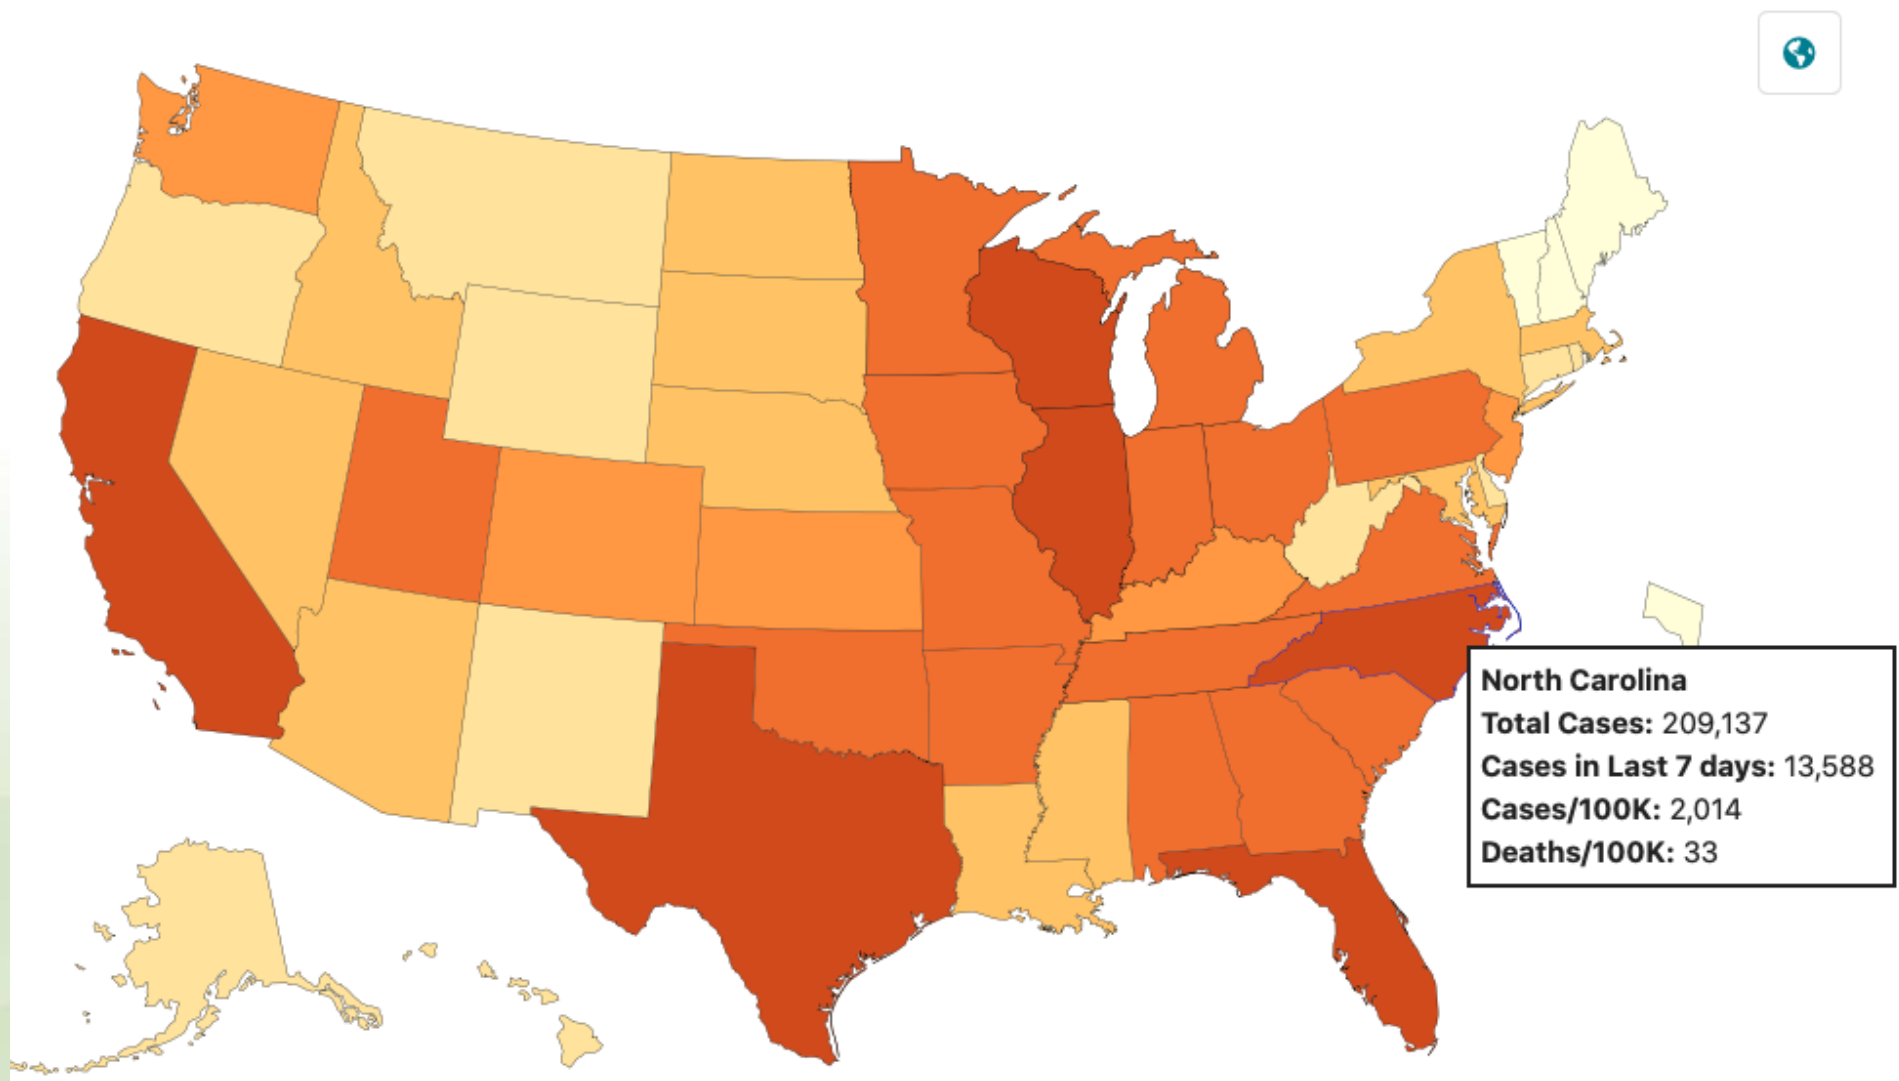 North Carolina
Total Cases: 209,137
Cases in Last 7 days: 13,588
Cases/100K: 2,014
Deaths/100K: 33